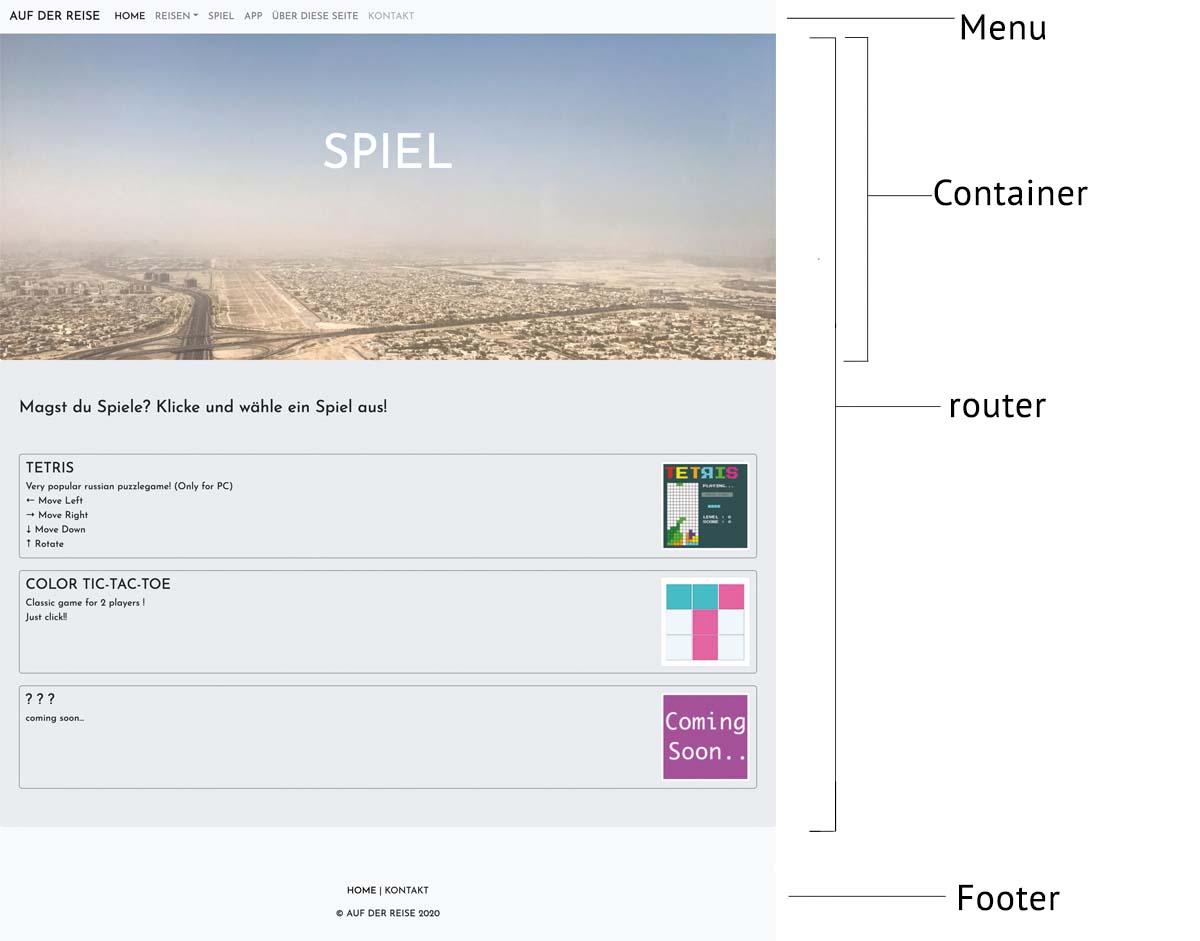 AUF DER REISE HOME REISEN SPIEL APP ÜBER DIESE SEITE KONTAKT
Menu
SPIEL
Container
Magst du Spiele? Klicke und wähle ein Spiel aus!
router
TETRIS
Very popular russian puzzlegame! (Only for PC)
← Move Left
→ Move Right
↓ Move Down
↑ Rotate
TETRIS
PLAYING...
LEVEL : 0
SCORE : 0
COLOR TIC-TAC-TOE
Classic game for 2 players !
Just click!!
? ? ?
coming soon...
Coming
Soon..
HOME | KONTAKT
Footer
© AUF DER REISE 2020